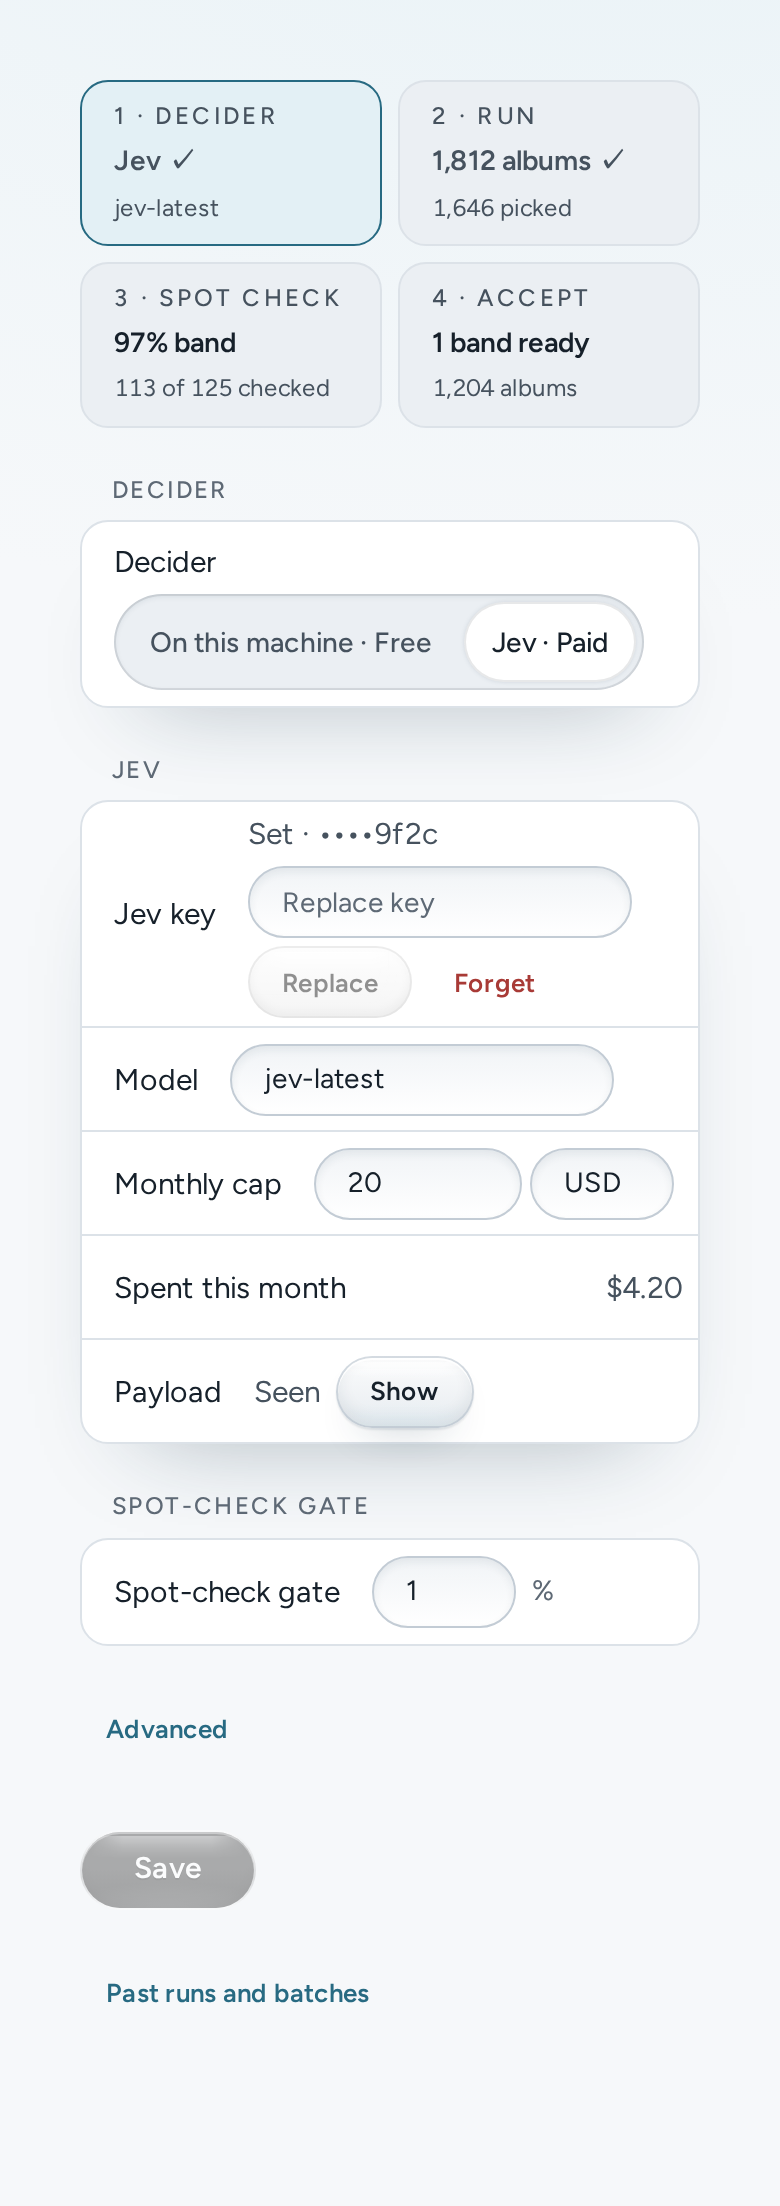 1 · DECIDER
Jev ✓
jev-latest
2 · RUN
1,812 albums ✓
1,646 picked
3 · SPOT CHECK
97% band
113 of 125 checked
4 · ACCEPT
1 band ready
1,204 albums
DECIDER
Decider
On this machine · Free
Jev · Paid
JEV
Set · ••••9f2c
Jev key
Replace key
Replace
Forget
Model
jev-latest
Monthly cap
20
USD
Spent this month
$4.20
Payload
Seen
Show
SPOT-CHECK GATE
Spot-check gate
1
%
Advanced
Save
Past runs and batches